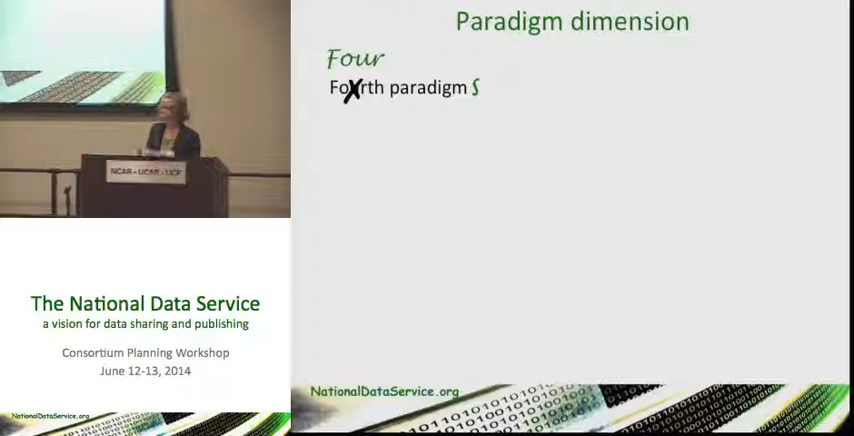 NCAR - UCAR - UCP
The National Data Service
a vision for data sharing and publishing
Consortium Planning Workshop
June 12-13, 2014
NationalDataService.org
Paradigm dimension
Four
Fourth paradigm s
NationalDataService.org